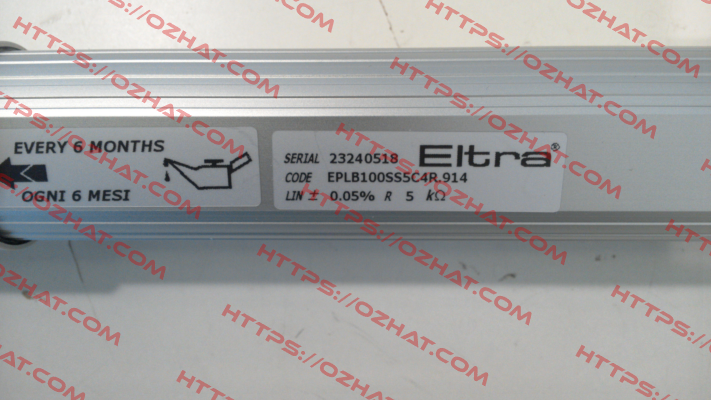 EVERY 6 MONTHS
OGNI 6 MESI
SERIAL 23240518 Eltra®
CODE EPLB100SS5C4R.914
LIN ± 0.05% R 5 kΩ
HTTPS://OZHAT.COM